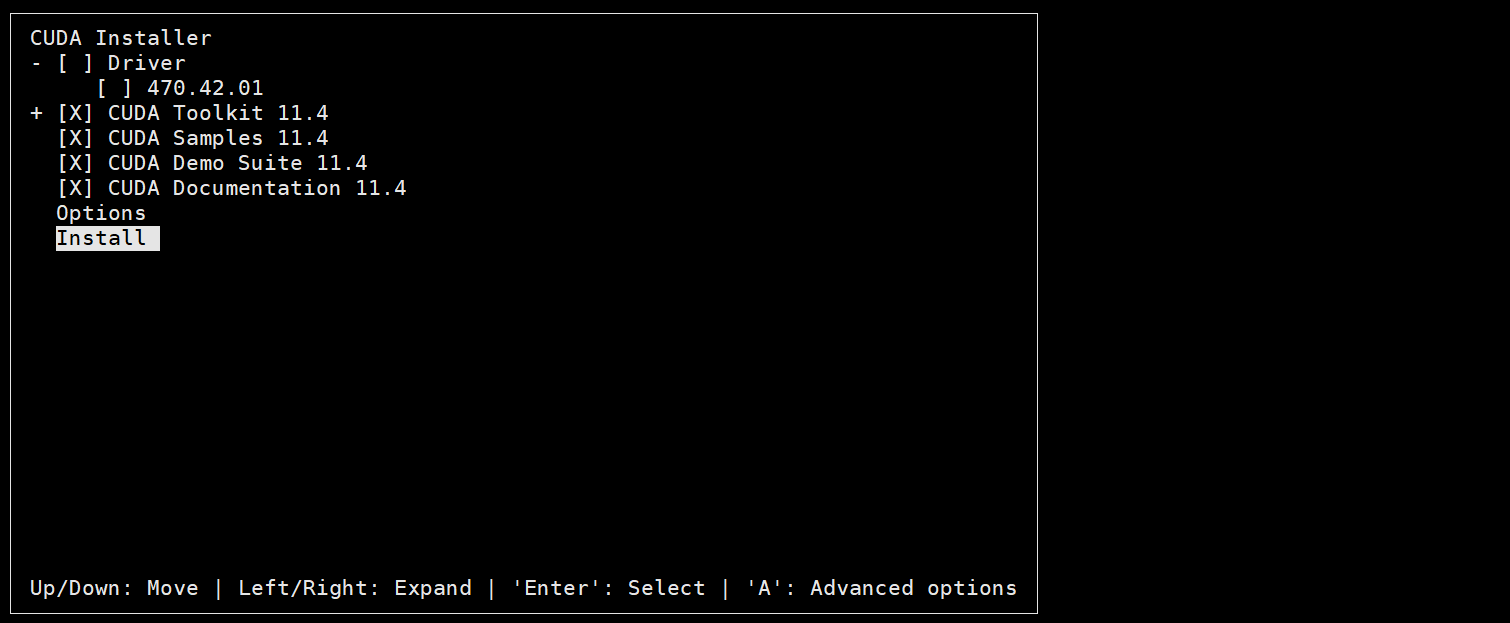 CUDA Installer
- [ ] Driver
[ ] 470.42.01
+ [X] CUDA Toolkit 11.4
[X] CUDA Samples 11.4
[X] CUDA Demo Suite 11.4
[X] CUDA Documentation 11.4
Options
Install
Up/Down: Move | Left/Right: Expand | 'Enter': Select | 'A': Advanced options